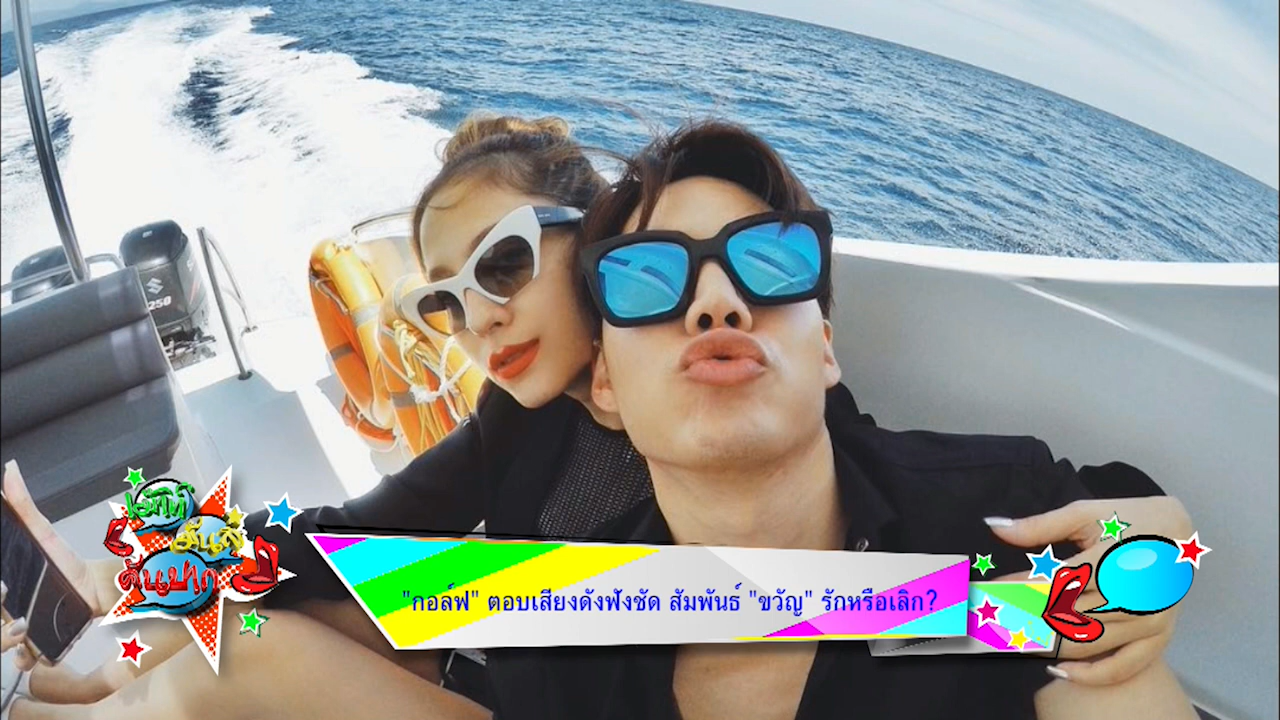 SUZUKI
250
เม้าท์
มันส์
คันปาก
"กอล์ฟ" ตอบเสียงดังฟังชัด สัมพันธ์ "ขวัญ" รักหรือเลิก?